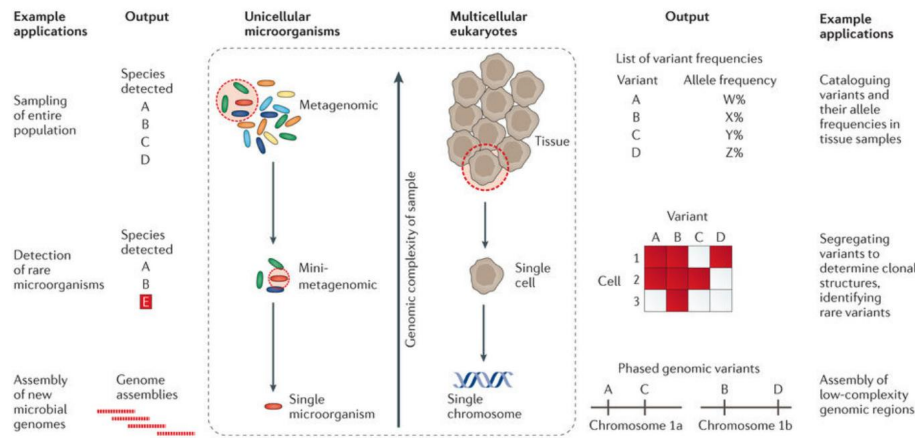 Example
applications
Output
Unicellular
microorganisms
Multicellular
eukaryotes
Output
Example
applications
Sampling
of entire
population
Species
detected
A
B
C
D
Metagenomic
Genomic complexity of sample
Tissue
List of variant frequencies
Variant Allele frequency
A W%
B X%
C Y%
D Z%
Cataloguing
variants and
their allele
frequencies in
tissue samples
Detection
of rare
microorganisms
Species
detected
A
B
E
Mini-
metagenomic
Single
cell
Variant
A B C D
Cell
1
2
3
Segregating
variants to
determine clonal
structures,
identifying
rare variants
Assembly
of new
microbial
genomes
Genome
assemblies
Single
microorganism
Single
chromosome
Phased genomic variants
A C B D
Chromosome 1a Chromosome 1b
Assembly of
low-complexity
genomic regions